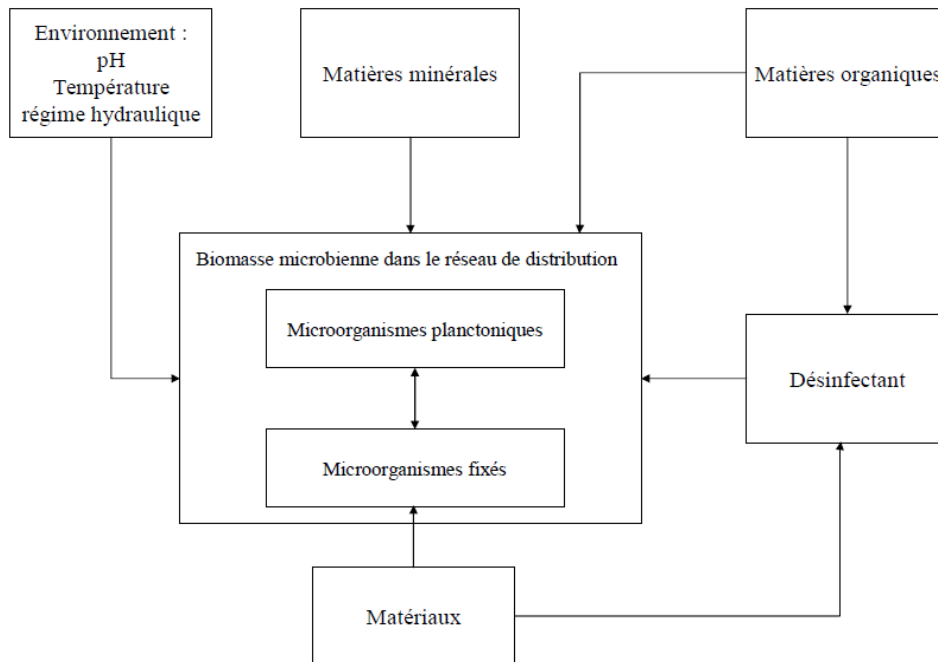 Environnement :
pH
Température
régime hydraulique
Matières minérales
Matières organiques
Biomasse microbienne dans le réseau de distribution
Microorganismes planctoniques
Désinfectant
Microorganismes fixés
Matériaux